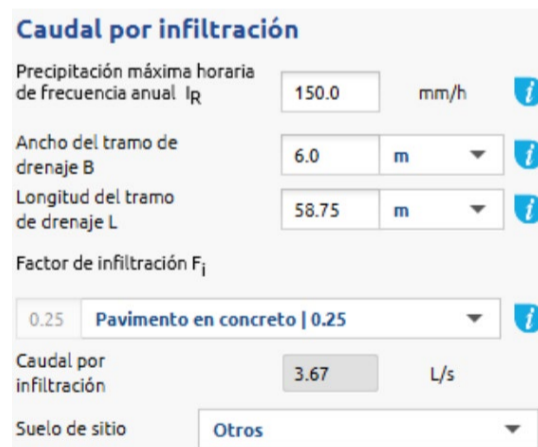 Caudal por infiltración
Precipitación máxima horaria
de frecuencia anual IR 150.0 mm/h i
Ancho del tramo de
drenaje B 6.0 m i
Longitud del tramo
de drenaje L 58.75 m i
Factor de infiltración Fi
0.25 Pavimento en concreto | 0.25 i
Caudal por
infiltración 3.67 L/s
Suelo de sitio Otros